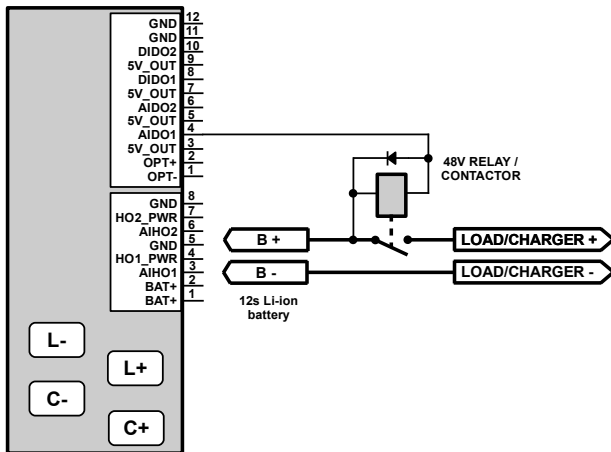 GND 12
GND 11
DIDO2 10
5V_OUT 9
DIDO1 8
5V_OUT 7
AIDO2 6
5V_OUT 5
AIDO1 4
5V_OUT 3
OPT+ 2
OPT- 1
48V RELAY /
CONTACTOR
GND 8
HO2_PWR 7
AIHO2 6
GND 5
HO1_PWR 4
AIHO1 3
BAT+ 2
BAT+ 1
B +
LOAD/CHARGER +
B -
LOAD/CHARGER -
12s Li-ion
battery
L-
L+
C-
C+